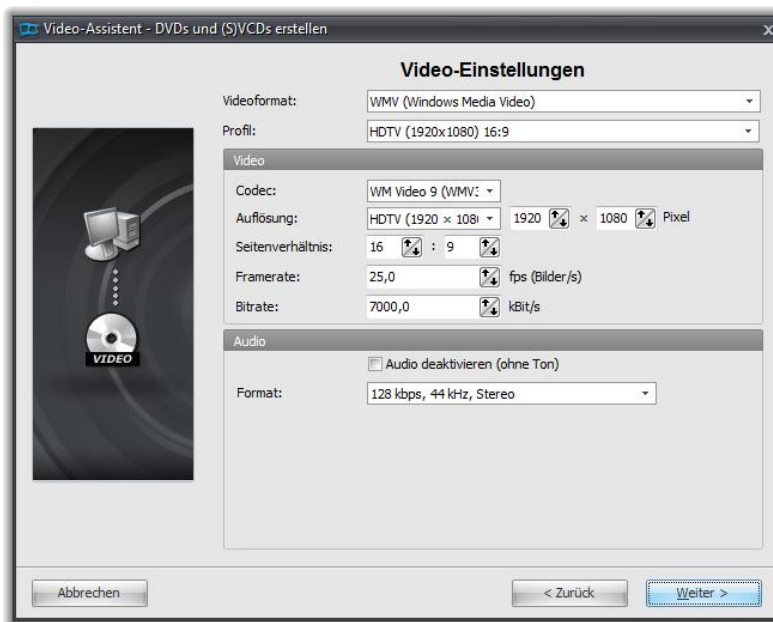 Video-Assistent - DVDs und (S)VCDs erstellen
x
Video-Einstellungen
Videoformat: WMV (Windows Media Video)
Profil: HDTV (1920x1080) 16:9
Video
Codec: WM Video 9 (WMV3
Auflösung: HDTV (1920 × 108 1920 × 1080 Pixel
Seitenverhältnis: 16 : 9
Framerate: 25,0 fps (Bilder/s)
Bitrate: 7000,0 kBit/s
VIDEO
Audio
Audio deaktivieren (ohne Ton)
Format: 128 kbps, 44 kHz, Stereo
Abbrechen < Zurück Weiter >